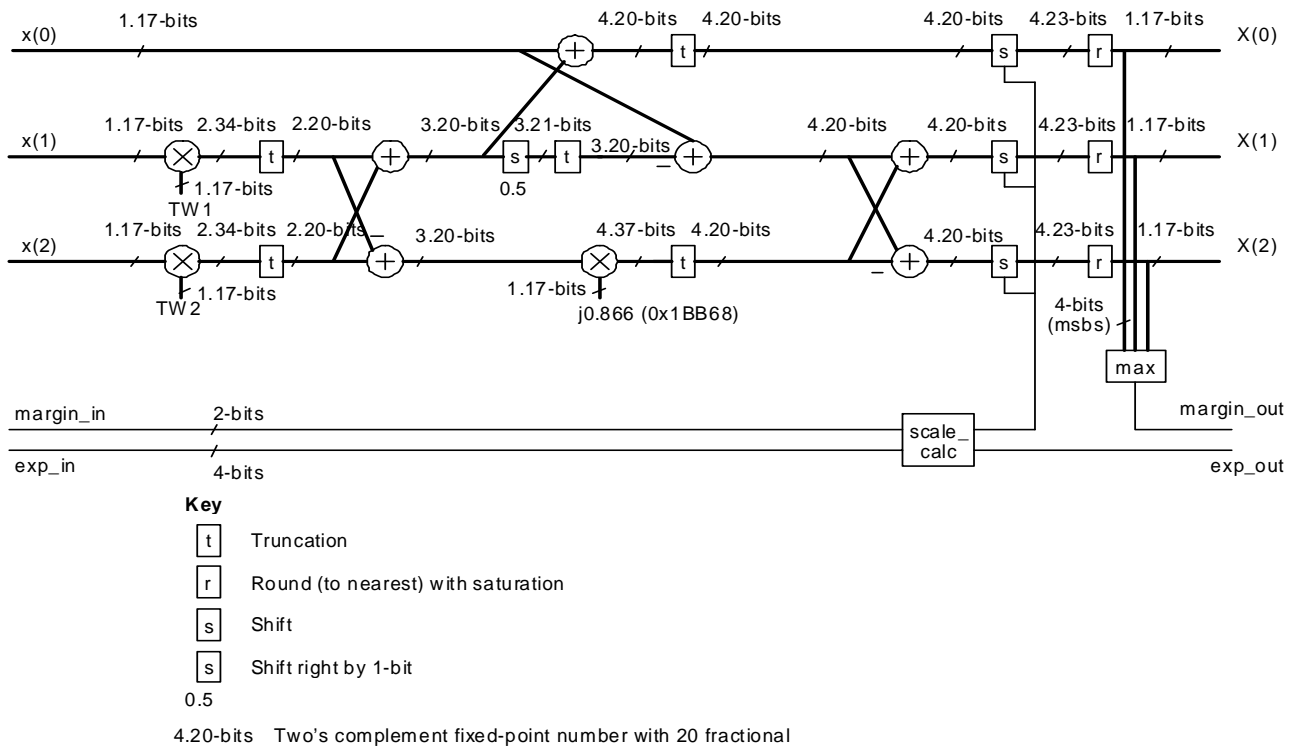 1.17-bits 4.20-bits 4.20-bits 4.20-bits 4.23-bits 1.17-bits
x(0) + t s r X(0)
1.17-bits 2.34-bits 2.20-bits 3.20-bits 3.21-bits 3.20-bits 4.20-bits 4.20-bits 4.23-bits 1.17-bits
x(1) × t + s t – + + s r X(1)
1.17-bits 0.5
TW1
1.17-bits 2.34-bits 2.20-bits – 3.20-bits 4.37-bits 4.20-bits 4.20-bits 4.23-bits 1.17-bits
x(2) × t + × t – + s r X(2)
1.17-bits 1.17-bits
TW2 j0.866 (0x1BB68)
4-bits
(msbs)
max
margin_in 2-bits margin_out
scale_
calc
exp_in 4-bits exp_out
Key
t Truncation
r Round (to nearest) with saturation
s Shift
s Shift right by 1-bit
0.5
4.20-bits Two's complement fixed-point number with 20 fractional